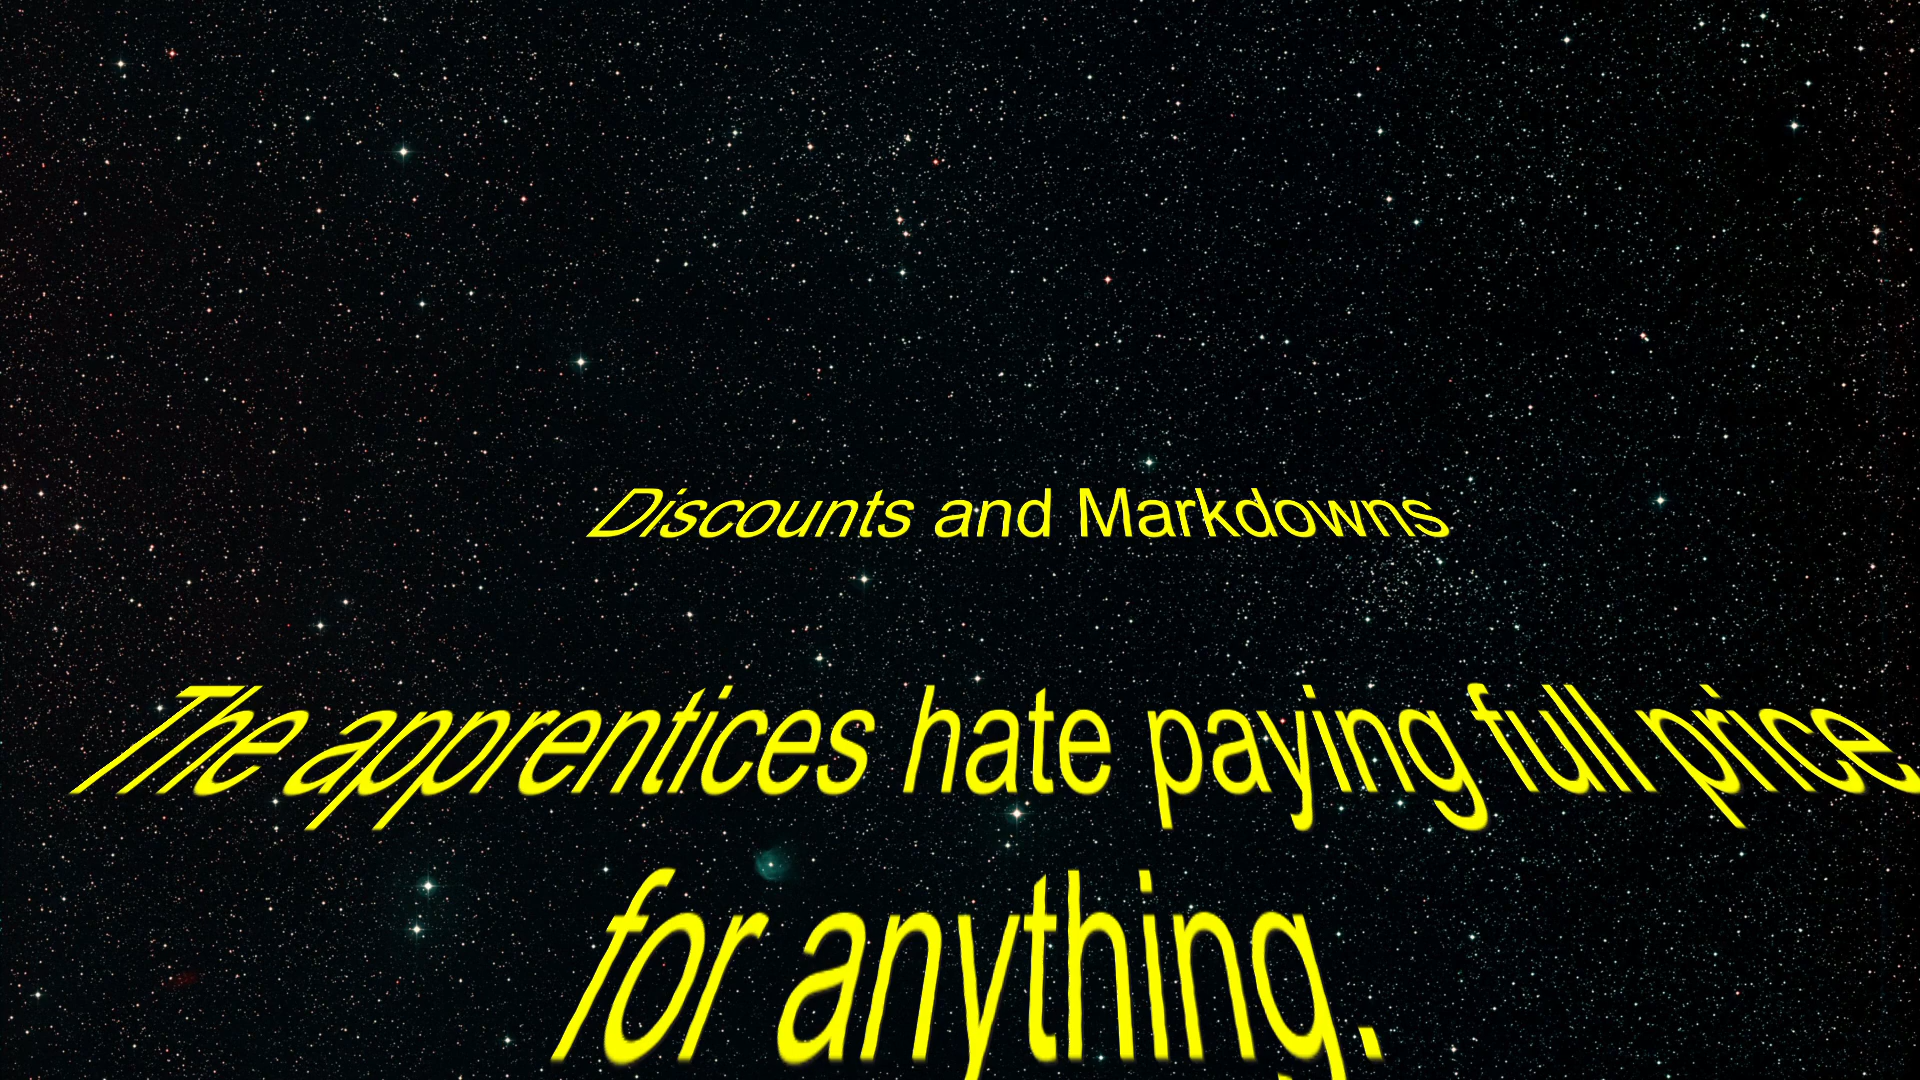 Discounts and Markdowns
The apprentices hate paying full price
for anything.